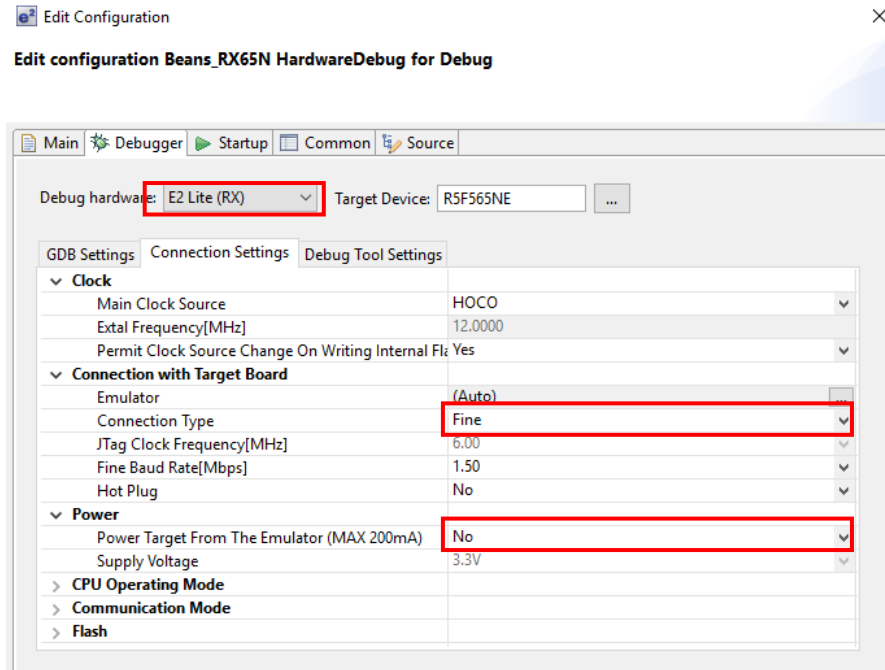 e² Edit Configuration
Edit configuration Beans_RX65N HardwareDebug for Debug
Main Debugger Startup Common Source
Debug hardware: E2 Lite (RX) Target Device: R5F565NE ...
GDB Settings Connection Settings Debug Tool Settings
Clock
Main Clock Source HOCO
Extal Frequency[MHz] 12.0000
Permit Clock Source Change On Writing Internal Fla Yes
Connection with Target Board
Emulator (Auto) ...
Connection Type Fine
JTag Clock Frequency[MHz] 6.00
Fine Baud Rate[Mbps] 1.50
Hot Plug No
Power
Power Target From The Emulator (MAX 200mA) No
Supply Voltage 3.3V
CPU Operating Mode
Communication Mode
Flash